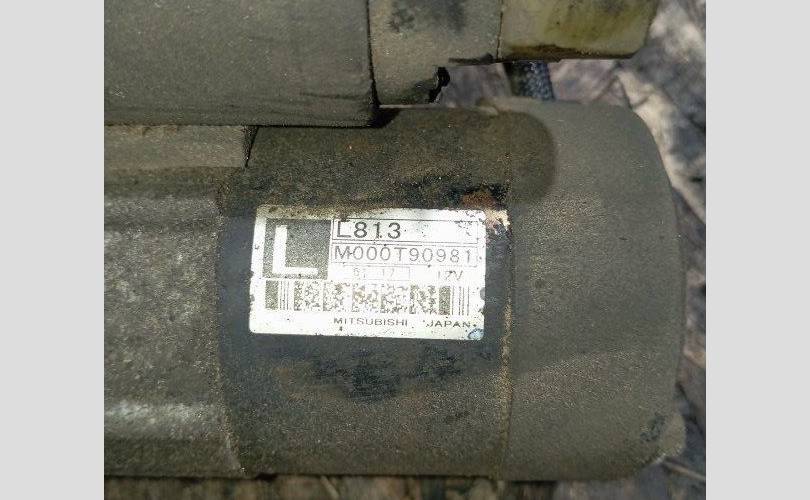 L
L813
M000T90981
12V
MITSUBISHI JAPAN